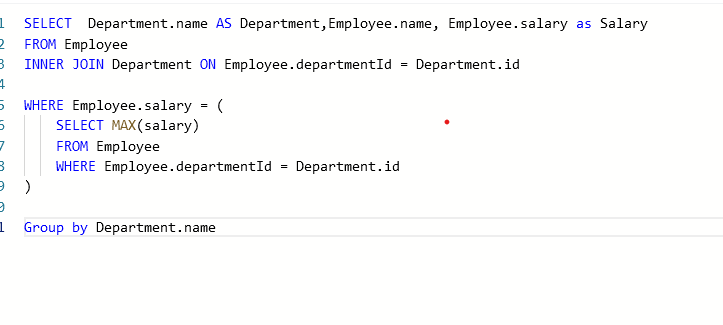 1 SELECT  Department.name AS Department,Employee.name, Employee.salary as Salary
2 FROM Employee
3 INNER JOIN Department ON Employee.departmentId = Department.id
4
5 WHERE Employee.salary = (
6     SELECT MAX(salary)
7     FROM Employee
8     WHERE Employee.departmentId = Department.id
9 )
0
1 Group by Department.name